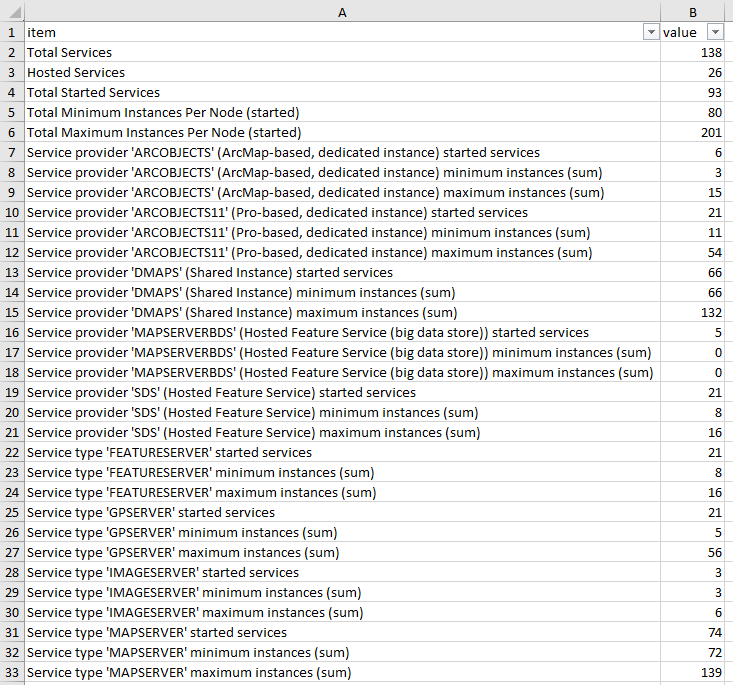 A B
1 item value
2 Total Services 138
3 Hosted Services 26
4 Total Started Services 93
5 Total Minimum Instances Per Node (started) 80
6 Total Maximum Instances Per Node (started) 201
7 Service provider 'ARCOBJECTS' (ArcMap-based, dedicated instance) started services 6
8 Service provider 'ARCOBJECTS' (ArcMap-based, dedicated instance) minimum instances (sum) 3
9 Service provider 'ARCOBJECTS' (ArcMap-based, dedicated instance) maximum instances (sum) 15
10 Service provider 'ARCOBJECTS11' (Pro-based, dedicated instance) started services 21
11 Service provider 'ARCOBJECTS11' (Pro-based, dedicated instance) minimum instances (sum) 11
12 Service provider 'ARCOBJECTS11' (Pro-based, dedicated instance) maximum instances (sum) 54
13 Service provider 'DMAPS' (Shared Instance) started services 66
14 Service provider 'DMAPS' (Shared Instance) minimum instances (sum) 66
15 Service provider 'DMAPS' (Shared Instance) maximum instances (sum) 132
16 Service provider 'MAPSERVERBDS' (Hosted Feature Service (big data store)) started services 5
17 Service provider 'MAPSERVERBDS' (Hosted Feature Service (big data store)) minimum instances (sum) 0
18 Service provider 'MAPSERVERBDS' (Hosted Feature Service (big data store)) maximum instances (sum) 0
19 Service provider 'SDS' (Hosted Feature Service) started services 21
20 Service provider 'SDS' (Hosted Feature Service) minimum instances (sum) 8
21 Service provider 'SDS' (Hosted Feature Service) maximum instances (sum) 16
22 Service type 'FEATURESERVER' started services 21
23 Service type 'FEATURESERVER' minimum instances (sum) 8
24 Service type 'FEATURESERVER' maximum instances (sum) 16
25 Service type 'GPSERVER' started services 21
26 Service type 'GPSERVER' minimum instances (sum) 5
27 Service type 'GPSERVER' maximum instances (sum) 56
28 Service type 'IMAGESERVER' started services 3
29 Service type 'IMAGESERVER' minimum instances (sum) 3
30 Service type 'IMAGESERVER' maximum instances (sum) 6
31 Service type 'MAPSERVER' started services 74
32 Service type 'MAPSERVER' minimum instances (sum) 72
33 Service type 'MAPSERVER' maximum instances (sum) 139